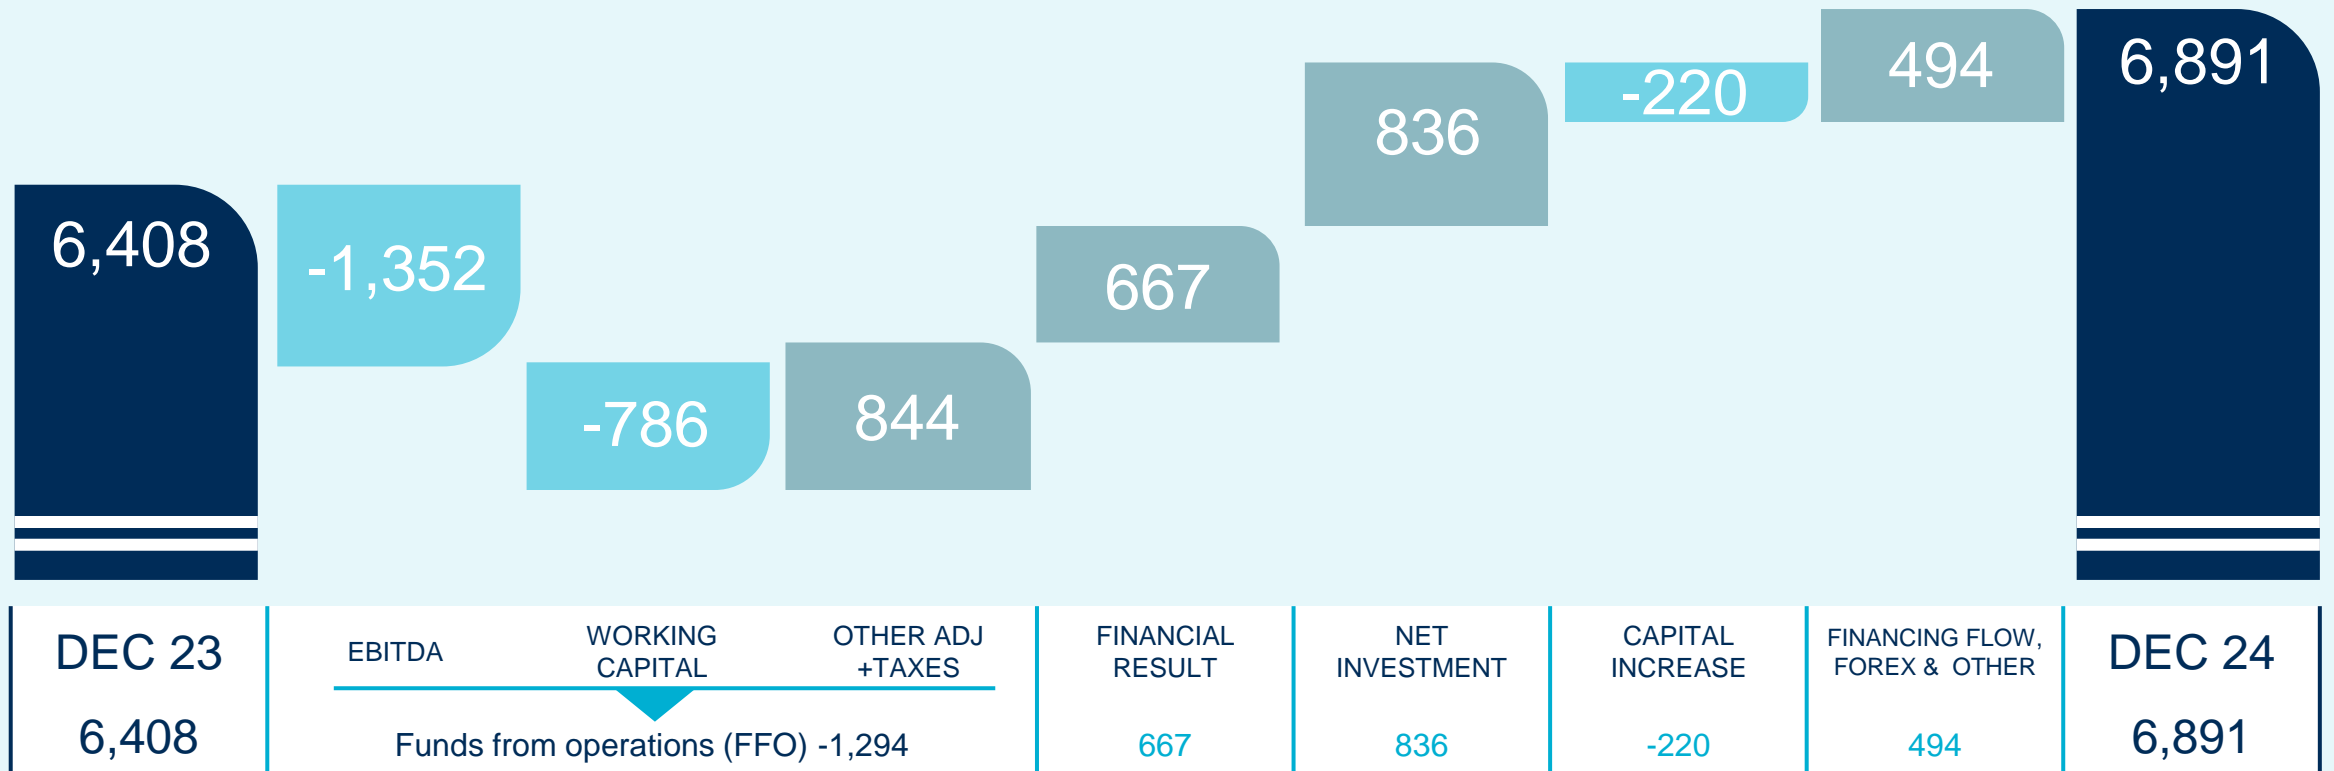 6,408
-1,352
-786
844
667
836
-220
494
6,891
DEC 23
EBITDA
WORKING
CAPITAL
OTHER ADJ
+TAXES
FINANCIAL
RESULT
NET
INVESTMENT
CAPITAL
INCREASE
FINANCING FLOW,
FOREX & OTHER
DEC 24
6,408
Funds from operations (FFO) -1,294
667
836
-220
494
6,891